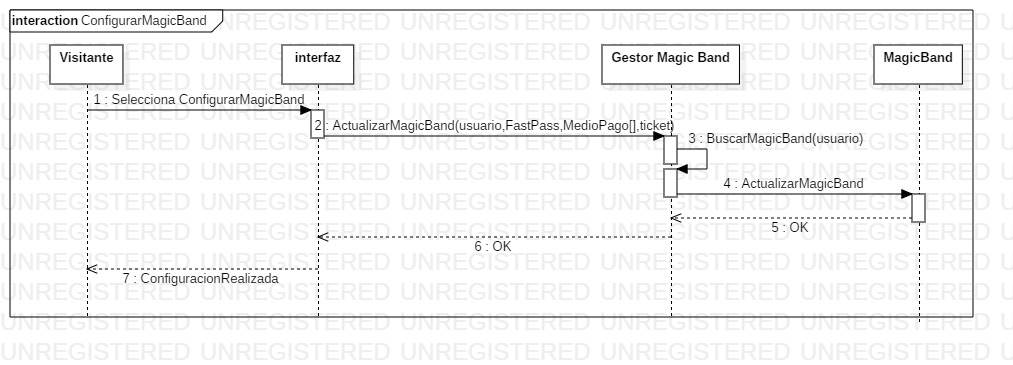 interaction ConfigurarMagicBand
Visitante
interfaz
Gestor Magic Band
MagicBand
1 : Selecciona ConfigurarMagicBand
2 : ActualizarMagicBand(usuario,FastPass,MedioPago[],ticket)
3 : BuscarMagicBand(usuario)
4 : ActualizarMagicBand
5 : OK
6 : OK
7 : ConfiguracionRealizada
UNREGISTERED UNREGISTERED UNREGISTERED UNREGISTERED UNREGISTERED